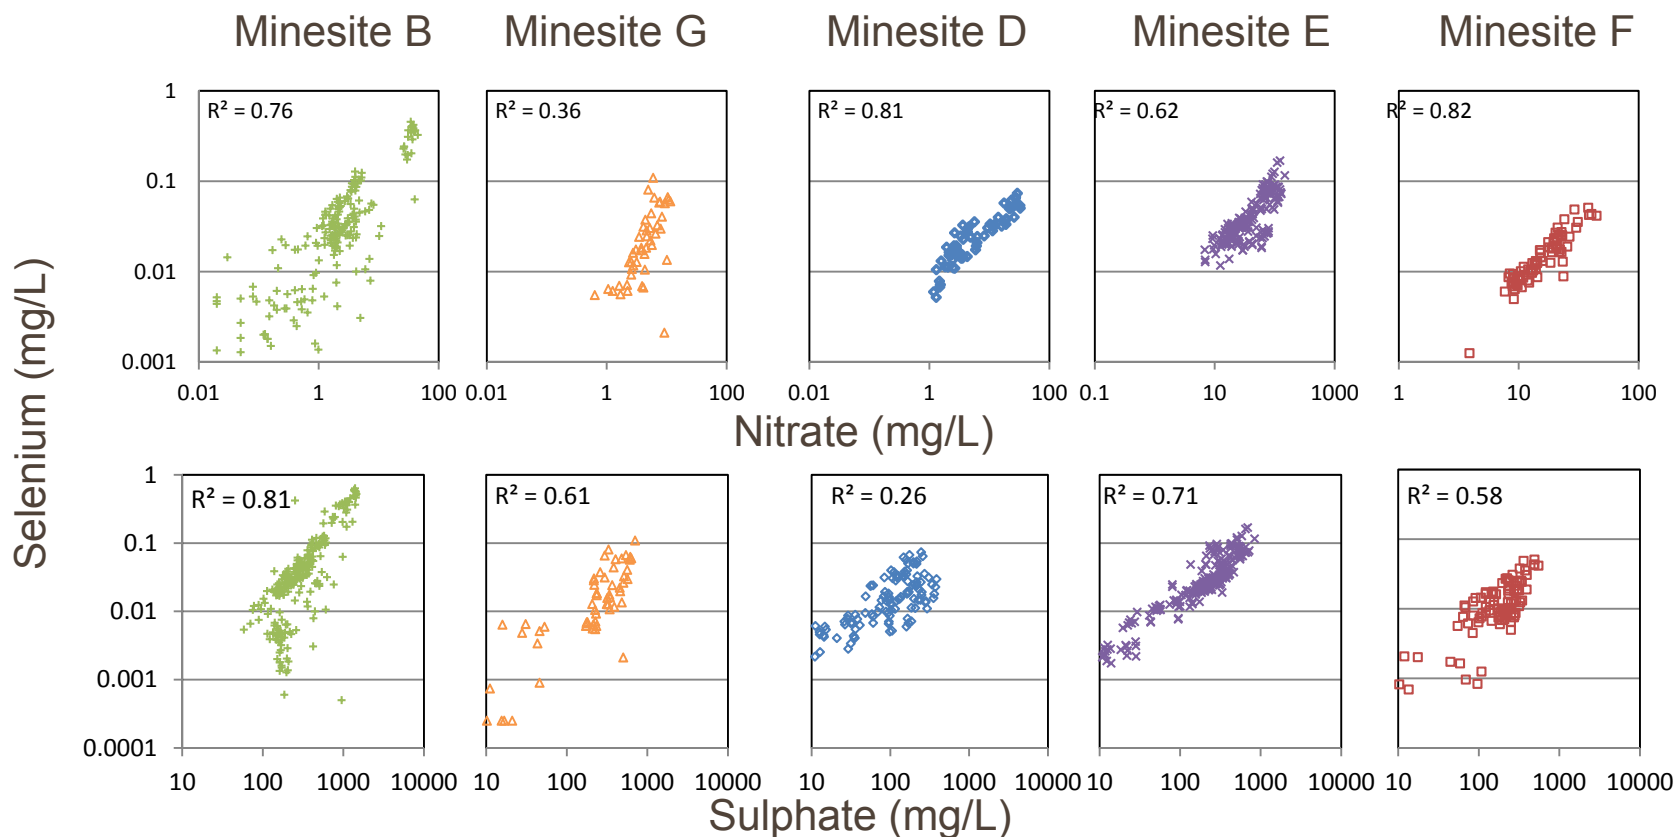 Minesite B Minesite G Minesite D Minesite E Minesite F
Selenium (mg/L)
1
0.1
0.01
0.001
R² = 0.76
R² = 0.36
R² = 0.81
R² = 0.62
R² = 0.82
0.01 1 100
0.01 1 100
0.01 1 100
0.1 10 1000
1 10 100
Nitrate (mg/L)
1
0.1
0.01
0.001
0.0001
R² = 0.81
R² = 0.61
R² = 0.26
R² = 0.71
R² = 0.58
10 100 1000 10000
10 100 1000 10000
10 100 1000 10000
10 100 1000 10000
10 100 1000 10000
Sulphate (mg/L)